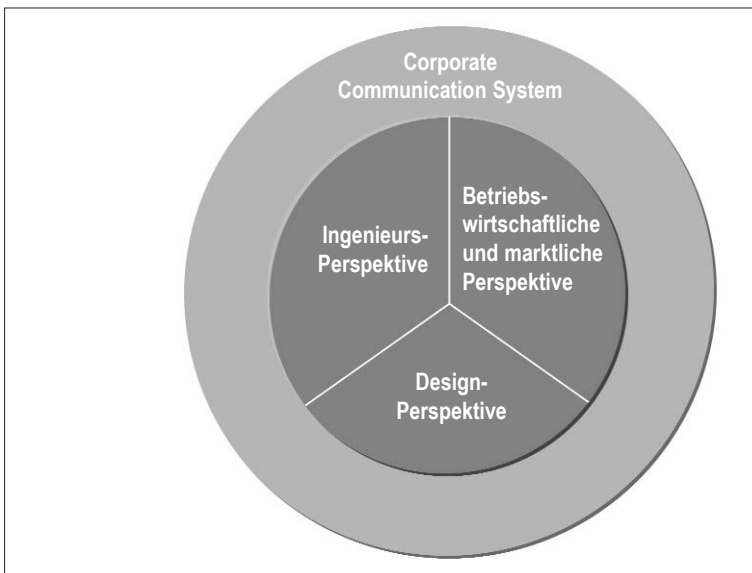 Corporate
Communication System
Ingenieurs-
Perspektive
Betriebs-
wirtschaftliche
und marktliche
Perspektive
Design-
Perspektive